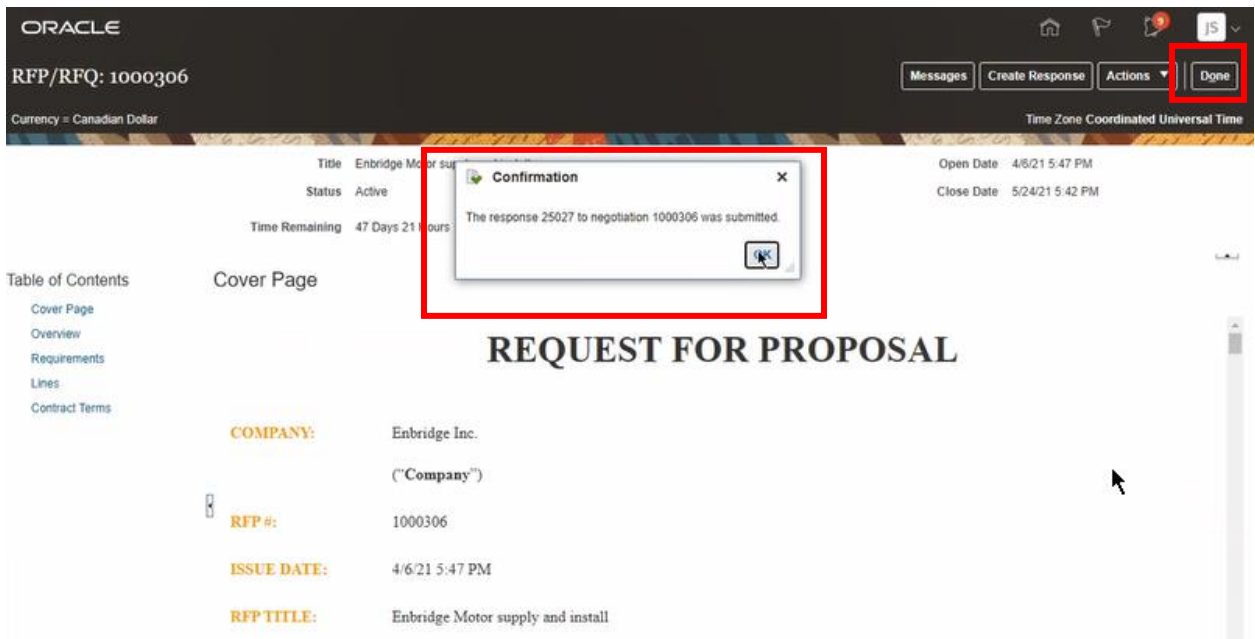 ORACLE
9
JS
RFP/RFQ: 1000306
Messages
Create Response
Actions
Done
Currency = Canadian Dollar
Time Zone Coordinated Universal Time
Title Enbridge Motor
Status Active
Time Remaining 47 Days 21 Hours
Confirmation
The response 25027 to negotiation 1000306 was submitted.
OK
Open Date 4/6/21 5:47 PM
Close Date 5/24/21 5:42 PM
Table of Contents
Cover Page
Overview
Requirements
Lines
Contract Terms
Cover Page
REQUEST FOR PROPOSAL
COMPANY: Enbridge Inc.
("Company")
RFP #: 1000306
ISSUE DATE: 4/6/21 5:47 PM
RFP TITLE: Enbridge Motor supply and install